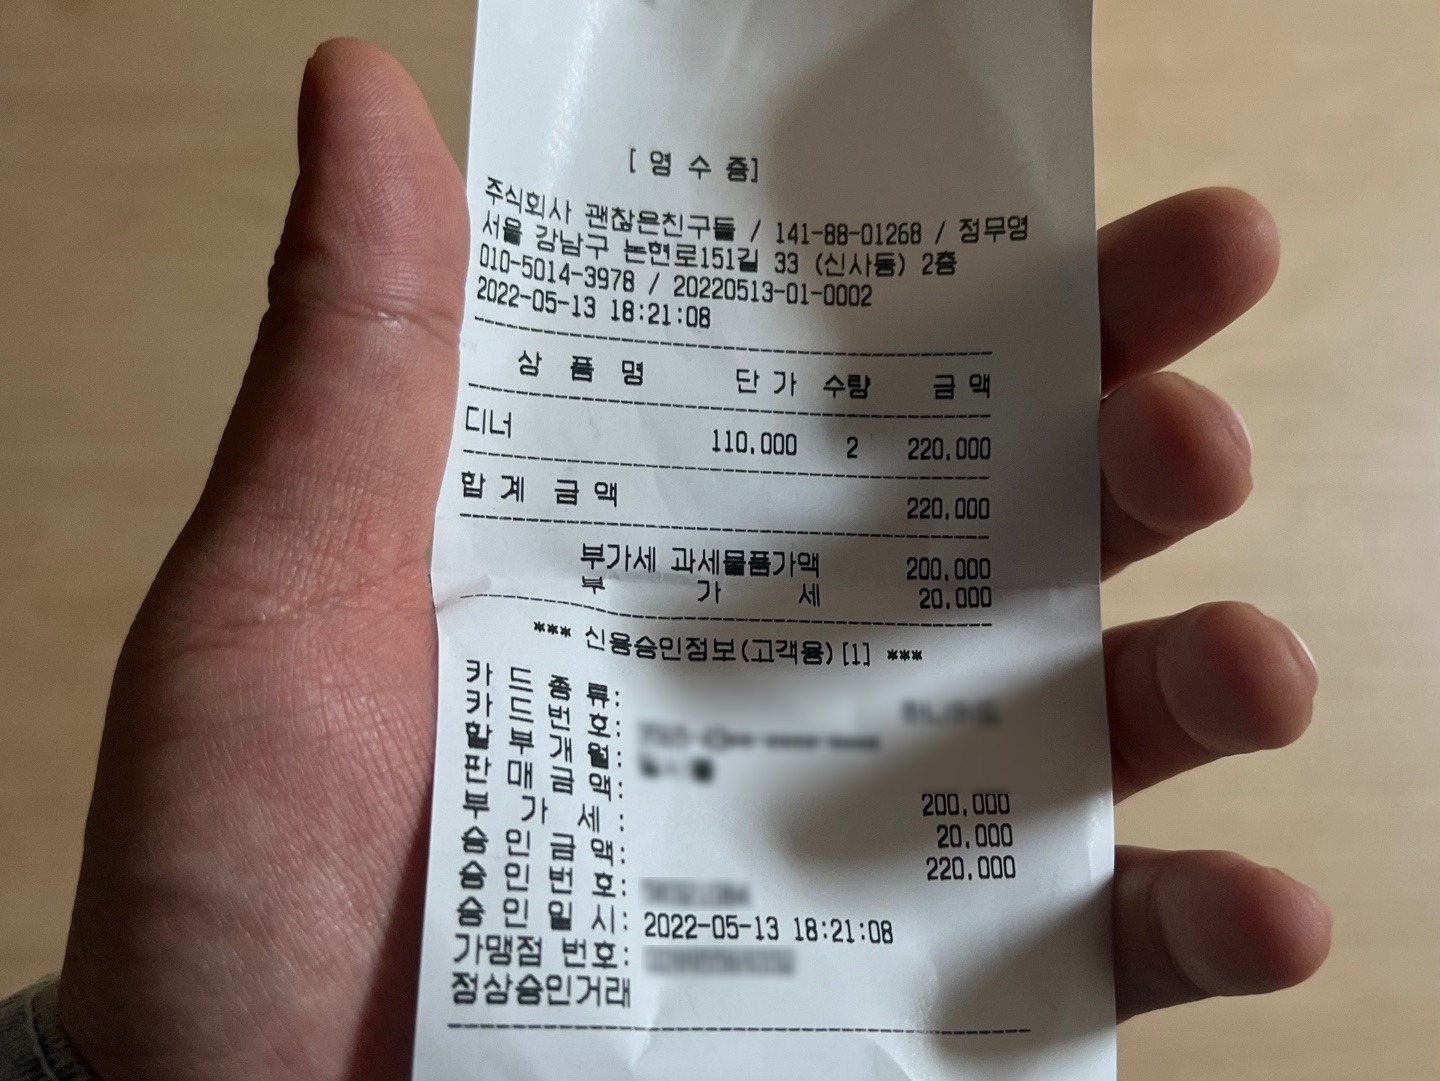 [ 영 수 증]
주식회사 괜찮은친구들 / 141-88-01268 / 정무영
서울 강남구 논현로151길 33 (신사동) 2층
010-5014-3978 / 20220513-01-0002
2022-05-13 18:21:08
상 품 명 단 가 수량 금 액
디너 110,000 2 220,000
합 계 금 액 220,000
부가세 과세물품가액 200,000
부 가 세 20,000
*** 신용승인정보(고객용)[1] ***
카 드 종 류:
카 드 번 호:
할 부 개 월:
판 매 금 액: 200,000
부 가 세 : 20,000
승 인 금 액: 220,000
승 인 번 호:
승 인 일 시: 2022-05-13 18:21:08
가맹점 번호:
정상승인거래